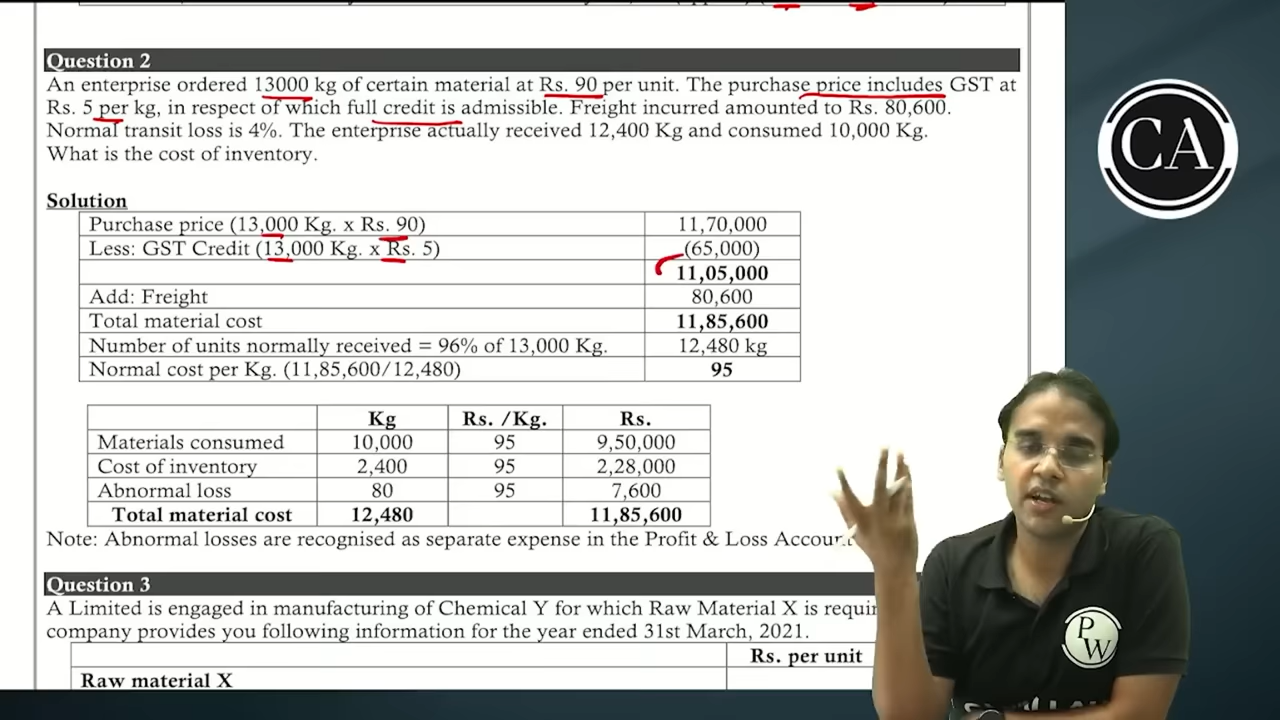 Question 2
An enterprise ordered 13000 kg of certain material at Rs. 90 per unit. The purchase price includes GST at
Rs. 5 per kg, in respect of which full credit is admissible. Freight incurred amounted to Rs. 80,600.
Normal transit loss is 4%. The enterprise actually received 12,400 Kg and consumed 10,000 Kg.
What is the cost of inventory.
Solution
Purchase price (13,000 Kg. x Rs. 90) 11,70,000
Less: GST Credit (13,000 Kg. x Rs. 5) (65,000)
11,05,000
Add: Freight 80,600
Total material cost 11,85,600
Number of units normally received = 96% of 13,000 Kg. 12,480 kg
Normal cost per Kg. (11,85,600/12,480) 95
Kg Rs. /Kg. Rs.
Materials consumed 10,000 95 9,50,000
Cost of inventory 2,400 95 2,28,000
Abnormal loss 80 95 7,600
Total material cost 12,480 11,85,600
Note: Abnormal losses are recognised as separate expense in the Profit & Loss
Question 3
A Limited is engaged in manufacturing of Chemical Y for which Raw Material X is
company provides you following information for the year ended 31st March, 2021.
Rs. per unit
Raw material X
CA
PW